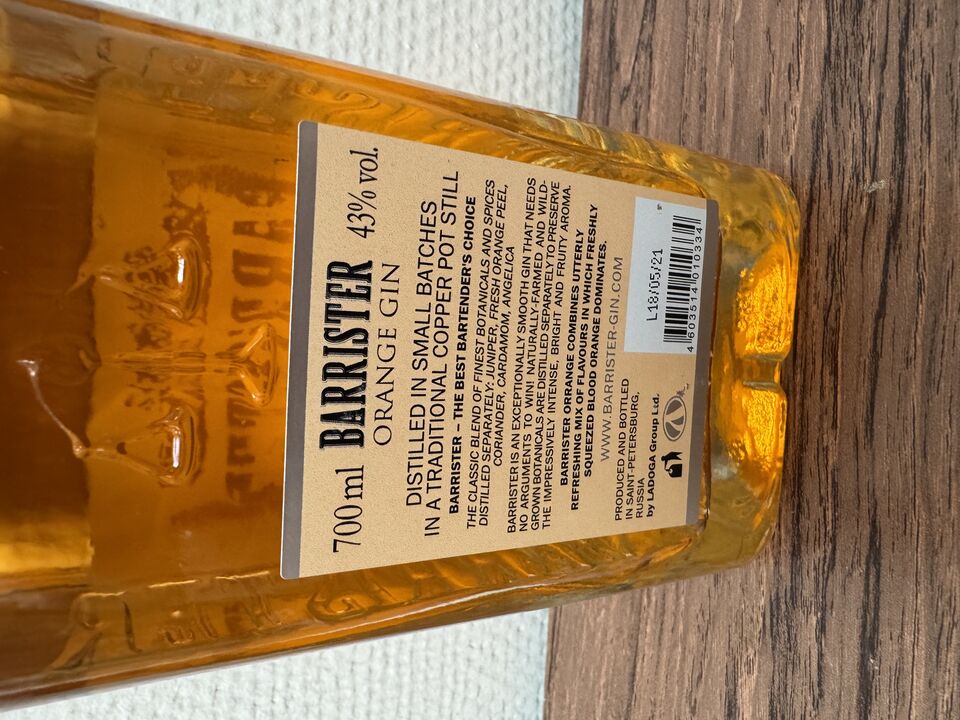 700 ml BARRISTER 43% vol.
ORANGE GIN
DISTILLED IN SMALL BATCHES
IN A TRADITIONAL COPPER POT STILL
BARRISTER – THE BEST BARTENDER'S CHOICE
THE CLASSIC BLEND OF FINEST BOTANICALS AND SPICES
DISTILLED SEPARATELY: JUNIPER, FRESH ORANGE PEEL,
CORIANDER, CARDAMOM, ANGELICA
BARRISTER IS AN EXCEPTIONALLY SMOOTH GIN THAT NEEDS
NO ARGUMENTS TO WIN! NATURALLY-FARMED AND WILD-
GROWN BOTANICALS ARE DISTILLED SEPARATELY TO PRESERVE
THE IMPRESSIVELY INTENSE, BRIGHT AND FRUITY AROMA.
BARRISTER ORRANGE COMBINES UTTERLY
REFRESHING MIX OF FLAVOURS IN WHICH FRESHLY
SQUEEZED BLOOD ORANGE DOMINATES.
WWW.BARRISTER-GIN.COM
PRODUCED AND BOTTLED
IN SAINT-PETERSBURG,
RUSSIA
by LADOGA Group Ltd.
L18/05/21
4 603514 010334